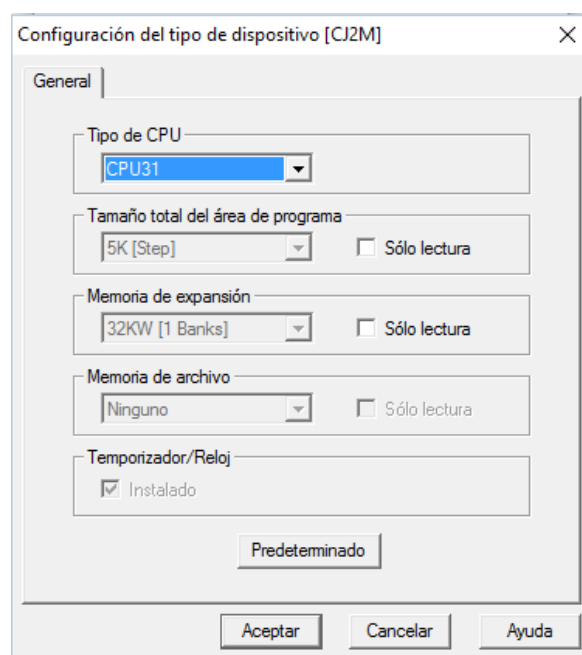 Configuración del tipo de dispositivo [CJ2M]
General
Tipo de CPU
CPU31
Tamaño total del área de programa
5K [Step]
Sólo lectura
Memoria de expansión
32KW [1 Banks]
Sólo lectura
Memoria de archivo
Ninguno
Sólo lectura
Temporizador/Reloj
Instalado
Predeterminado
Aceptar
Cancelar
Ayuda